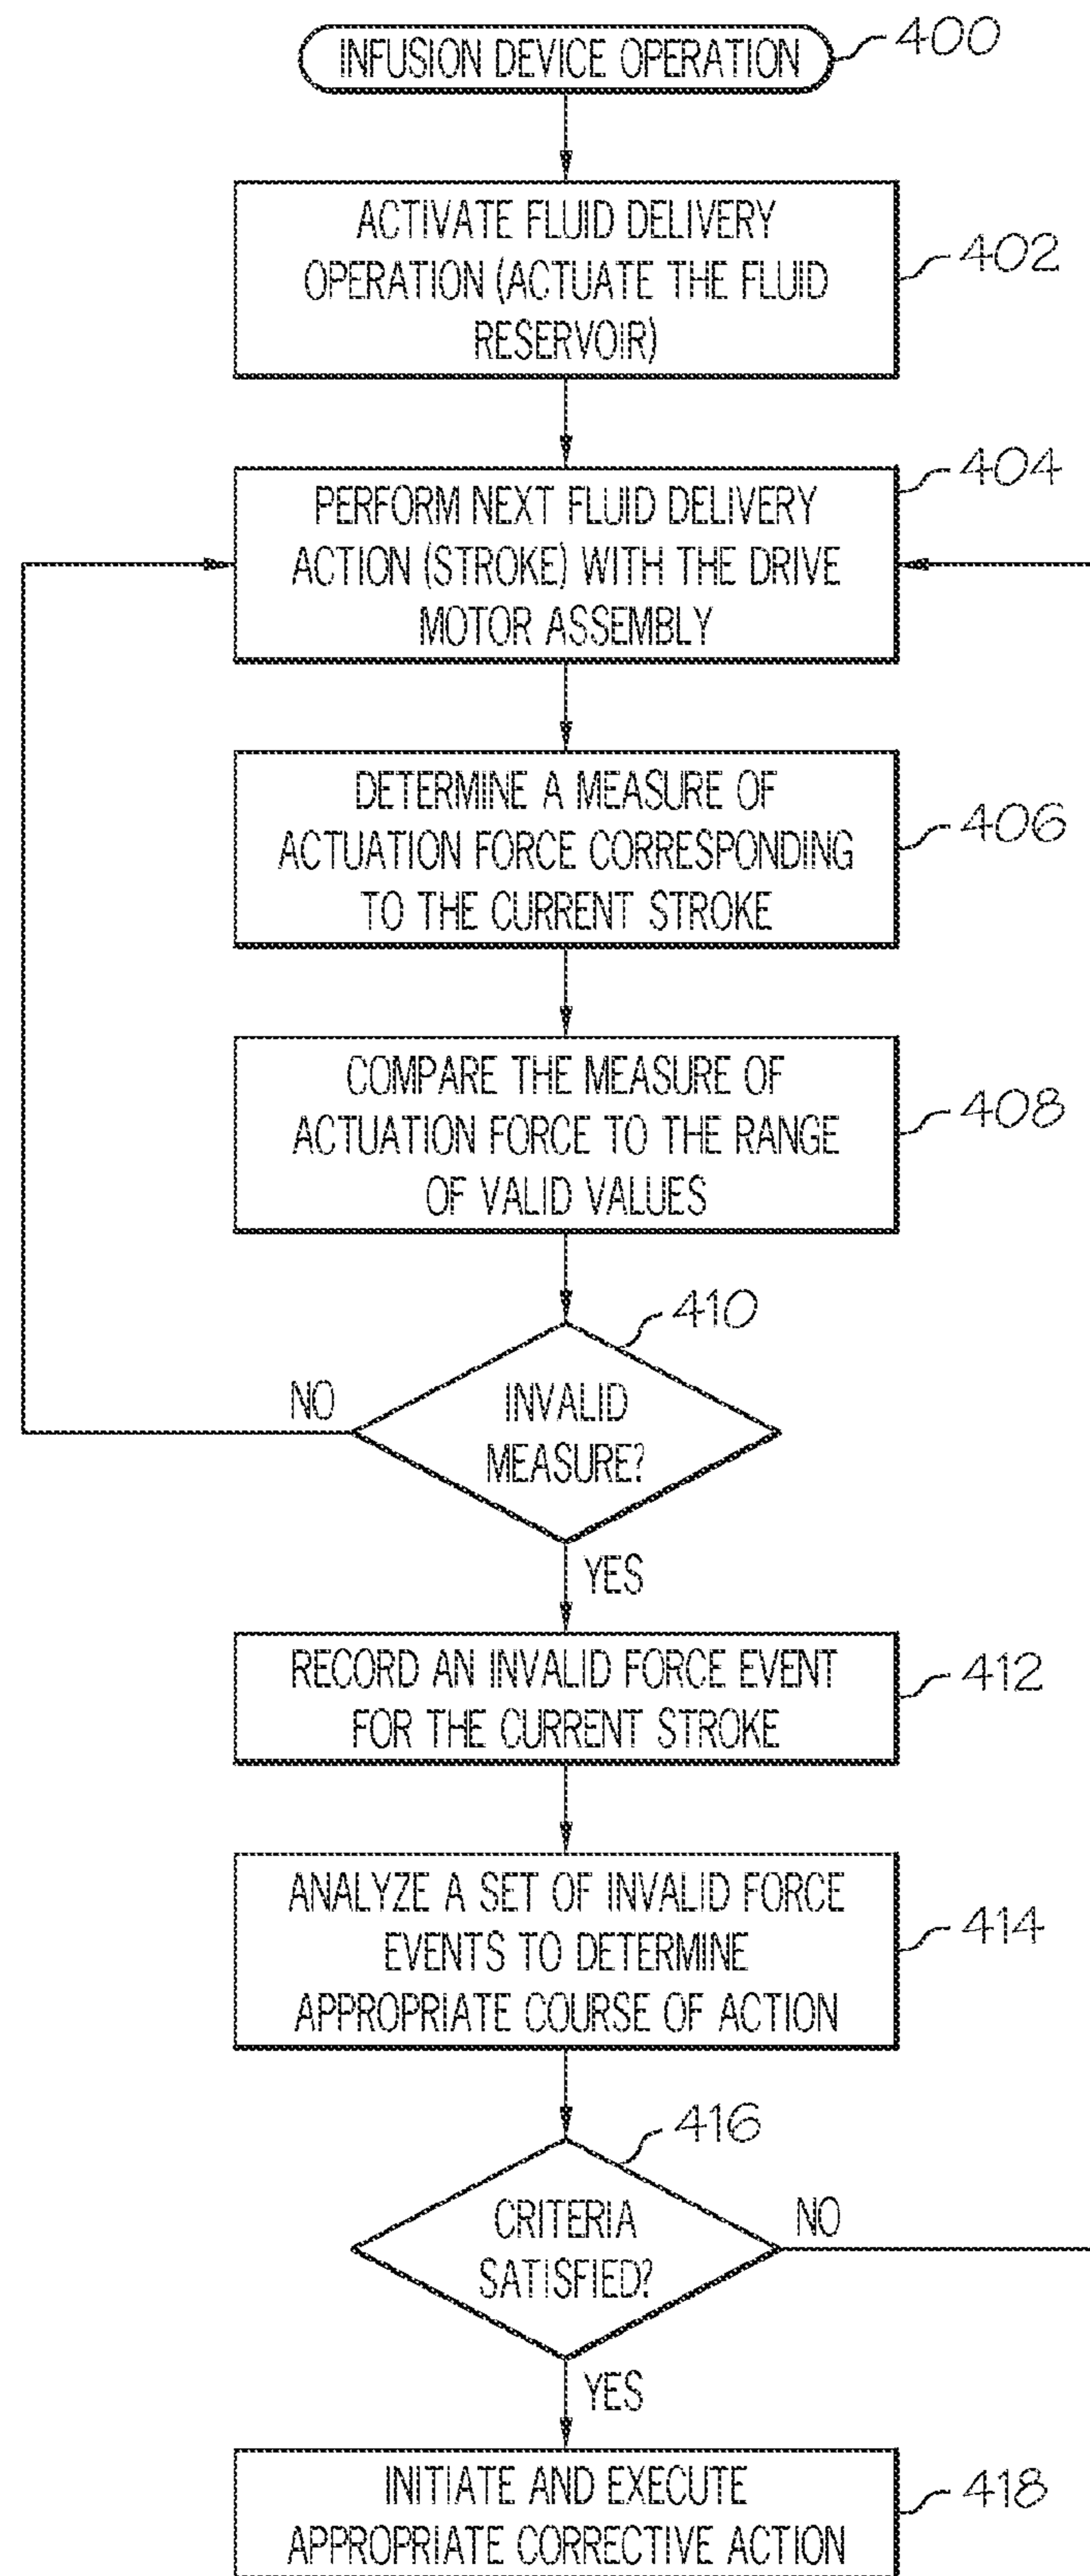 INFUSION DEVICE OPERATION
400
ACTIVATE FLUID DELIVERY
OPERATION (ACTUATE THE FLUID
RESERVOIR)
402
PERFORM NEXT FLUID DELIVERY
ACTION (STROKE) WITH THE DRIVE
MOTOR ASSEMBLY
404
DETERMINE A MEASURE OF
ACTUATION FORCE CORRESPONDING
TO THE CURRENT STROKE
406
COMPARE THE MEASURE OF
ACTUATION FORCE TO THE RANGE
OF VALID VALUES
408
410
INVALID
MEASURE?
NO
YES
RECORD AN INVALID FORCE EVENT
FOR THE CURRENT STROKE
412
ANALYZE A SET OF INVALID FORCE
EVENTS TO DETERMINE
APPROPRIATE COURSE OF ACTION
414
416
CRITERIA
SATISFIED?
NO
YES
INITIATE AND EXECUTE
APPROPRIATE CORRECTIVE ACTION
418